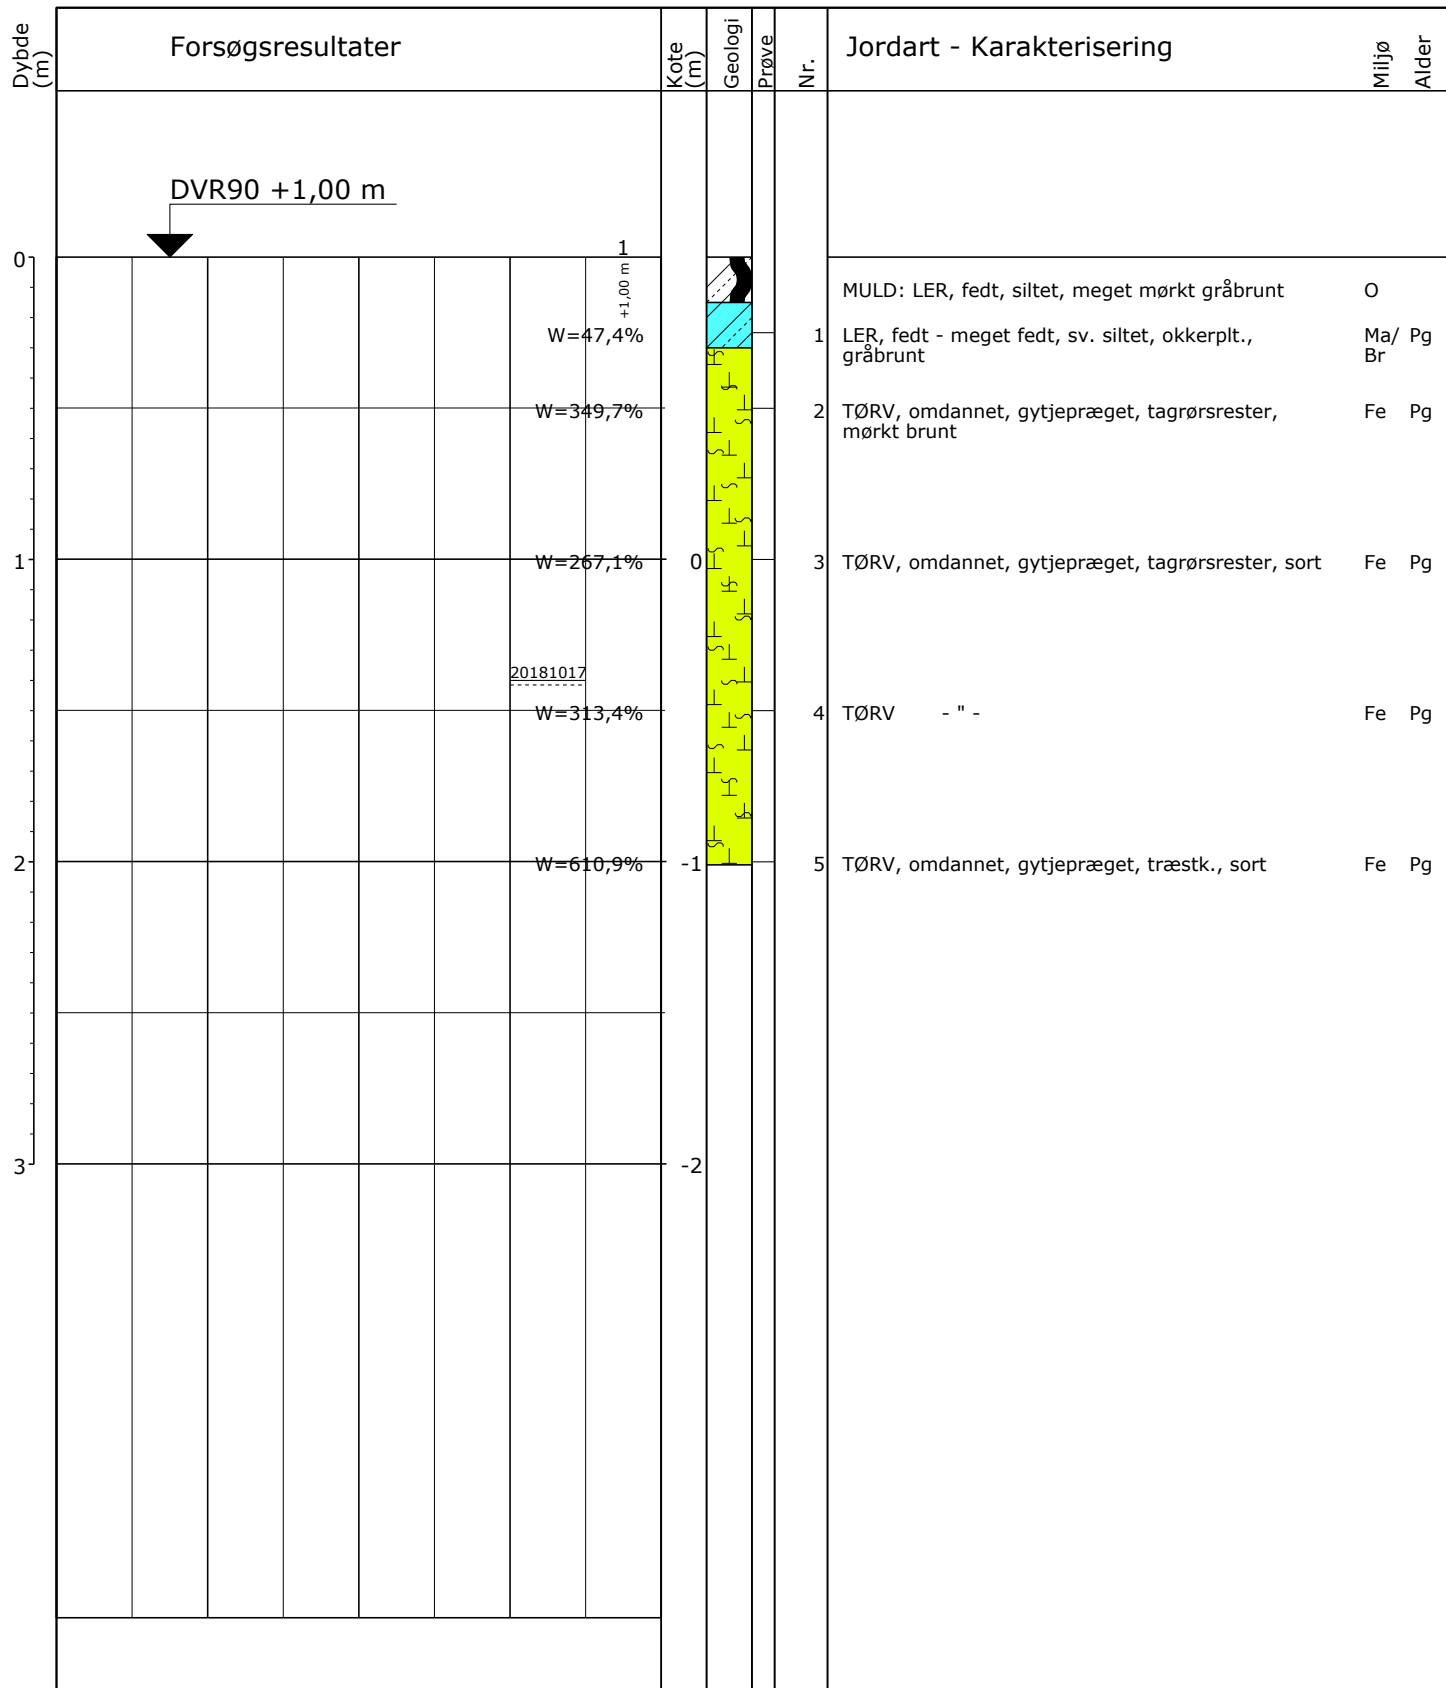 Dybde (m)
Forsøgsresultater
Kote (m)
Geologi
Prøve
Nr.
Jordart - Karakterisering
Miljø
Alder
DVR90 +1,00 m
0
1
+1,00 m
MULD: LER, fedt, siltet, meget mørkt gråbrunt O
W=47,4% 1 LER, fedt - meget fedt, sv. siltet, okkerplt., Ma/ Pg
gråbrunt Br
W=349,7% 2 TØRV, omdannet, gytjepræget, tagrørsrester, Fe Pg
mørkt brunt
1 W=267,1% 0 3 TØRV, omdannet, gytjepræget, tagrørsrester, sort Fe Pg
20181017
W=313,4% 4 TØRV - " - Fe Pg
2 W=610,9% -1 5 TØRV, omdannet, gytjepræget, træstk., sort Fe Pg
3 -2